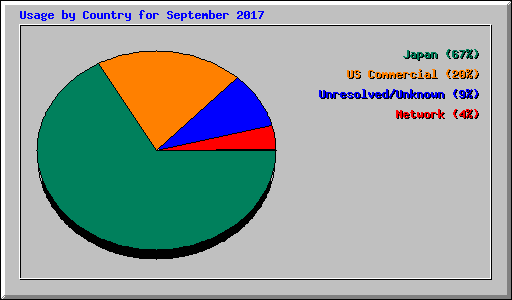 Usage by Country for September 2017
Japan (67%)
US Commercial (20%)
Unresolved/Unknown (9%)
Network (4%)